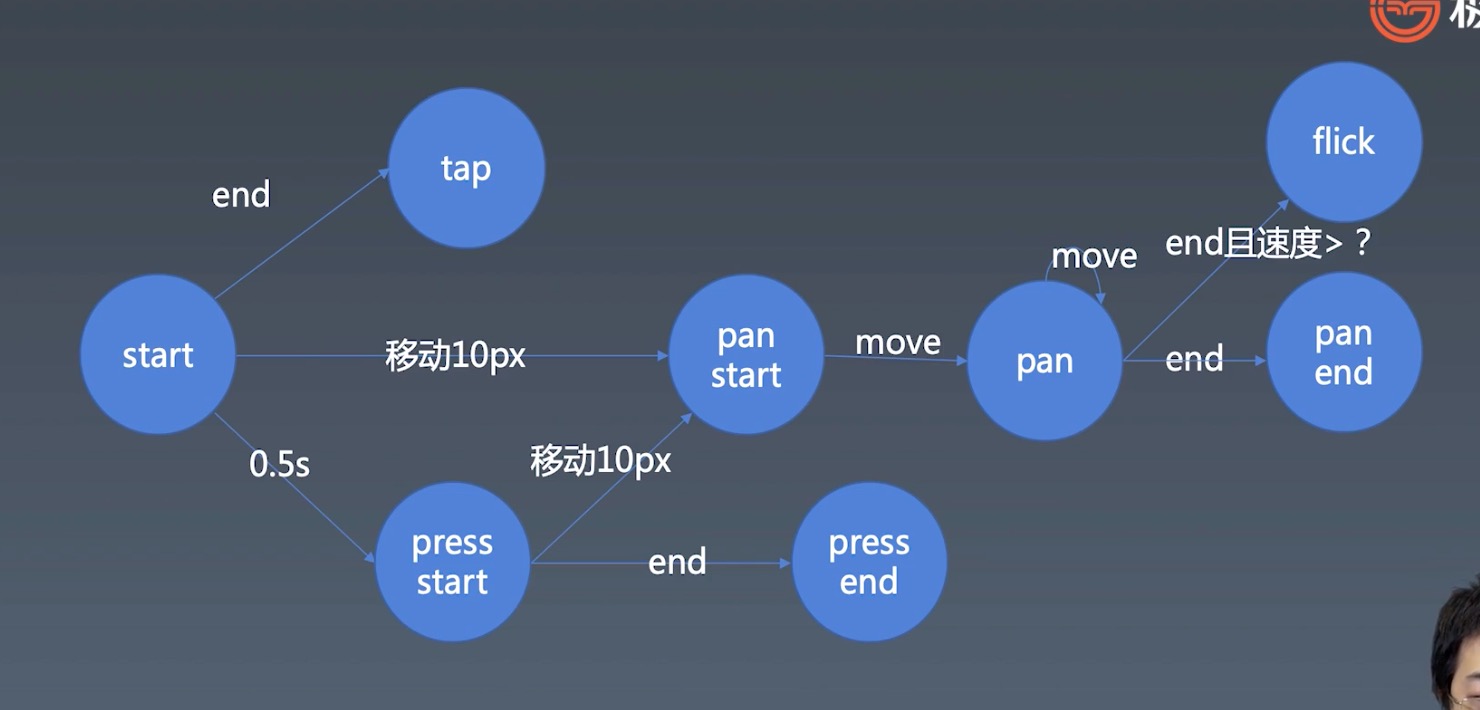 flick
tap
end
end且速度>？
move
pan
start
move
pan
end
start
移动10px
pan
end
0.5s
移动10px
press
start
end
press
end